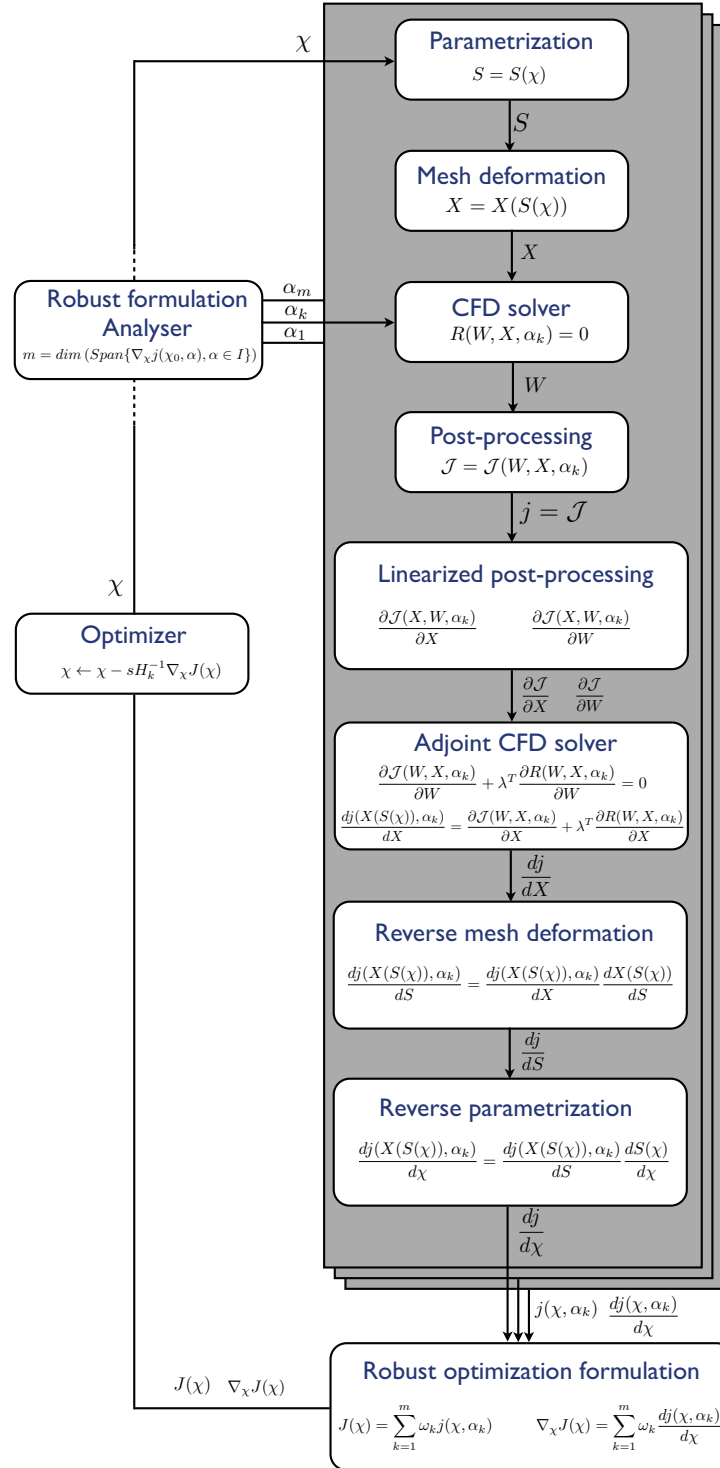 χ
Parametrization
S = S(χ)
S
Mesh deformation
X = X(S(χ))
X
Robust formulation
Analyser
m = dim (Span{∇_χ j(χ_0, α), α ∈ I})
α_m
α_k
α_1
CFD solver
R(W, X, α_k) = 0
W
Post-processing
𝒥 = 𝒥(W, X, α_k)
j = 𝒥
Linearized post-processing
∂𝒥(X, W, α_k)/∂X    ∂𝒥(X, W, α_k)/∂W
χ
Optimizer
χ ← χ − sH_k^{-1}∇_χ J(χ)
∂𝒥/∂X    ∂𝒥/∂W
Adjoint CFD solver
∂𝒥(W, X, α_k)/∂W + λ^T ∂R(W, X, α_k)/∂W = 0
dj(X(S(χ)), α_k)/dX = ∂𝒥(W, X, α_k)/∂X + λ^T ∂R(W, X, α_k)/∂X
dj/dX
Reverse mesh deformation
dj(X(S(χ)), α_k)/dS = dj(X(S(χ)), α_k)/dX dX(S(χ))/dS
dj/dS
Reverse parametrization
dj(X(S(χ)), α_k)/dχ = dj(X(S(χ)), α_k)/dS dS(χ)/dχ
dj/dχ
j(χ, α_k)    dj(χ, α_k)/dχ
Robust optimization formulation
J(χ) = ∑_{k=1}^{m} ω_k j(χ, α_k)    ∇_χ J(χ) = ∑_{k=1}^{m} ω_k dj(χ, α_k)/dχ
J(χ)    ∇_χ J(χ)